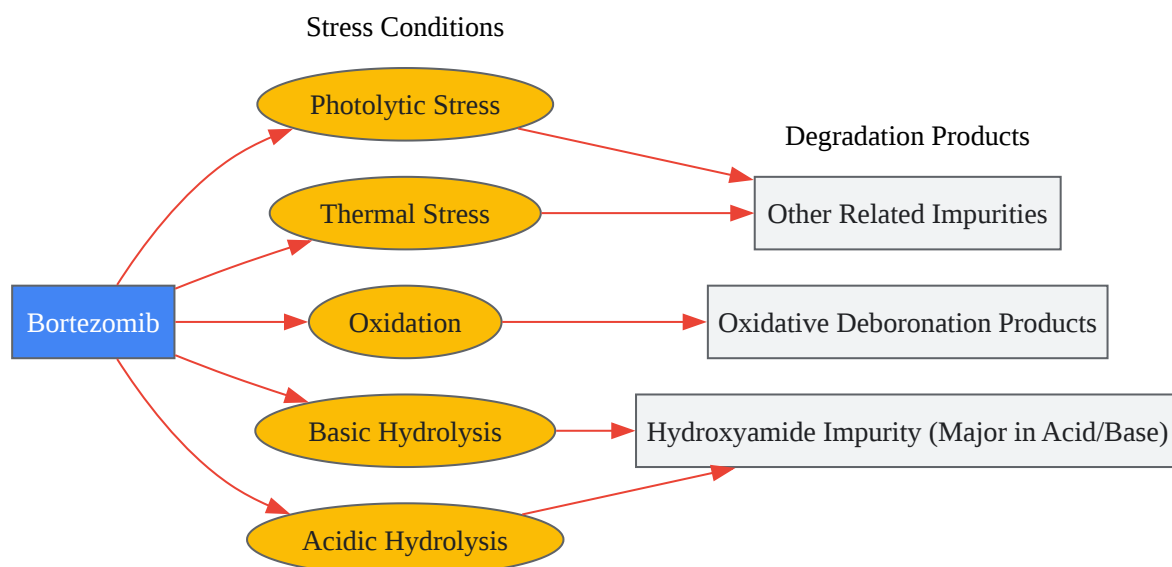 Stress Conditions
Photolytic Stress
Degradation Products
Thermal Stress
Other Related Impurities
Bortezomib
Oxidation
Oxidative Deboronation Products
Basic Hydrolysis
Hydroxyamide Impurity (Major in Acid/Base)
Acidic Hydrolysis